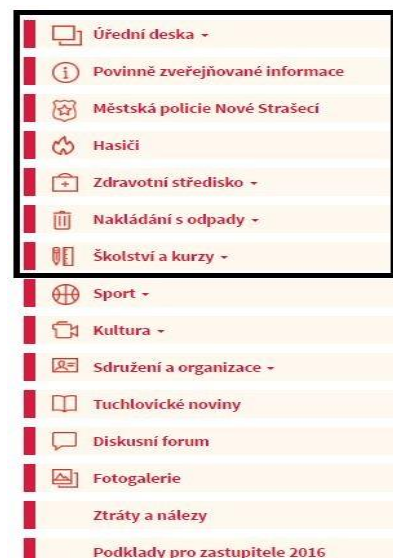 Úřední deska
Povinně zveřejňované informace
Městská policie Nové Strašecí
Hasiči
Zdravotní středisko
Nakládání s odpady
Školství a kurzy
Sport
Kultura
Sdružení a organizace
Tuchlovické noviny
Diskusní forum
Fotogalerie
Ztráty a nálezy
Podklady pro zastupitele 2016